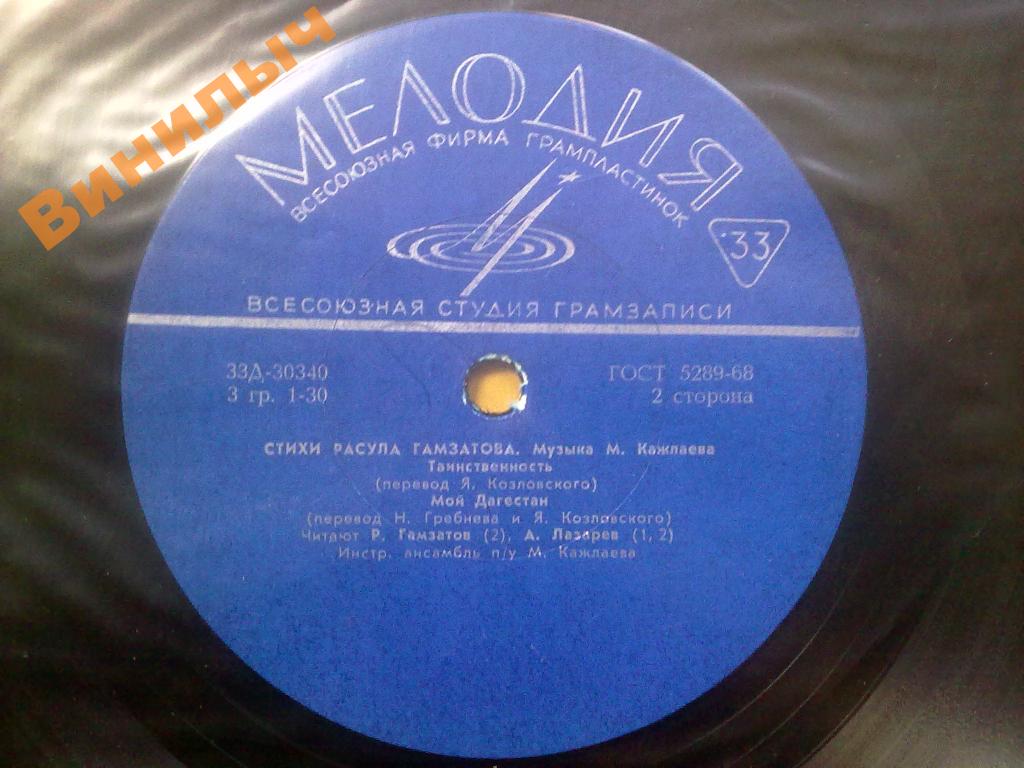 Винилыч
МЕЛОДИЯ
ВСЕСОЮЗНАЯ ФИРМА ГРАМПЛАСТИНОК
33
ВСЕСОЮЗНАЯ СТУДИЯ ГРАМЗАПИСИ
33Д-30340
ГОСТ 5289-68
3 гр. 1-30
2 сторона
СТИХИ РАСУЛА ГАМЗАТОВА. Музыка М. Кажлаева
Таинственность
(перевод Я. Козловского)
Мой Дагестан
(перевод Н. Гребнева и Я. Козловского)
Читают Р. Гамзатов (2), А. Лазарев (1, 2)
Инстр. ансамбль п/у М. Кажлаева